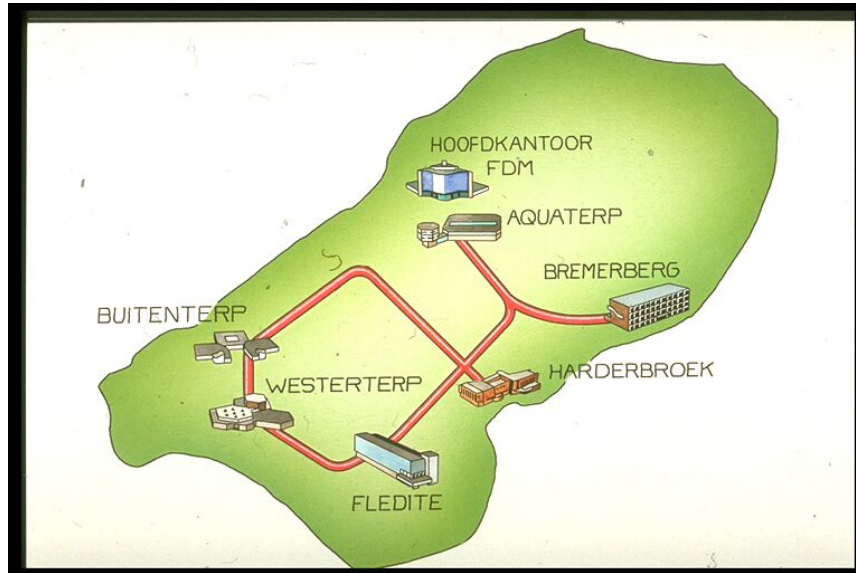 HOOFDKANTOOR
FDM
AQUATERP
BREMERBERG
BUITENTERP
HARDERBROEK
WESTERTERP
FLEDITE